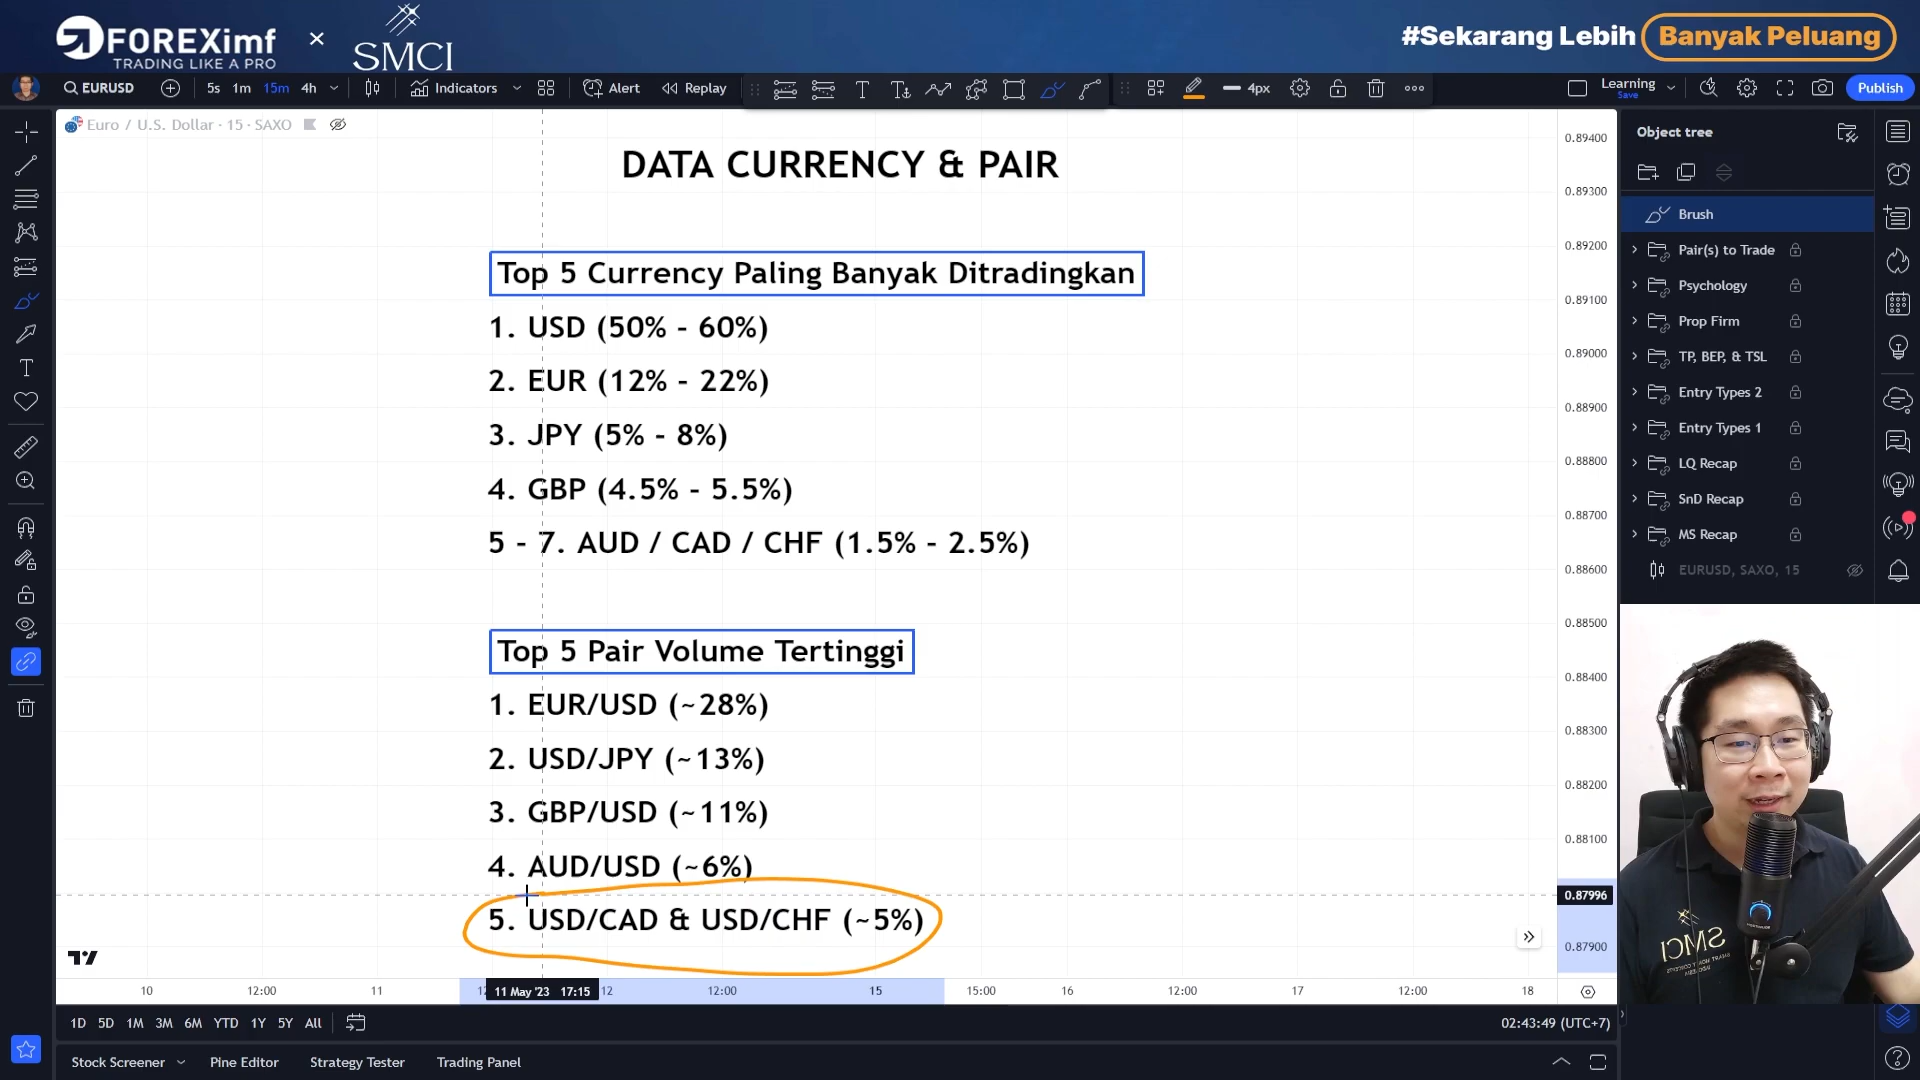 FOREXimf
TRADING LIKE A PRO
×
SMCI
#Sekarang Lebih Banyak Peluang
EURUSD
5s 1m 15m 4h
Indicators
Alert
Replay
4px
Learning
Save
Publish
Euro / U.S. Dollar · 15 · SAXO
DATA CURRENCY & PAIR
Top 5 Currency Paling Banyak Ditradingkan
1. USD (50% - 60%)
2. EUR (12% - 22%)
3. JPY (5% - 8%)
4. GBP (4.5% - 5.5%)
5 - 7. AUD / CAD / CHF (1.5% - 2.5%)
Top 5 Pair Volume Tertinggi
1. EUR/USD (~28%)
2. USD/JPY (~13%)
3. GBP/USD (~11%)
4. AUD/USD (~6%)
5. USD/CAD & USD/CHF (~5%)
0.89400
0.89300
0.89200
0.89100
0.89000
0.88900
0.88800
0.88700
0.88600
0.88500
0.88400
0.88300
0.88200
0.88100
0.87996
0.87900
10 12:00 11 11 May '23 17:15 12 12:00 15 15:00 16 12:00 17 12:00 18
1D 5D 1M 3M 6M YTD 1Y 5Y All
02:43:49 (UTC+7)
Stock Screener Pine Editor Strategy Tester Trading Panel
Object tree
Brush
Pair(s) to Trade
Psychology
Prop Firm
TP, BEP, & TSL
Entry Types 2
Entry Types 1
LQ Recap
SnD Recap
MS Recap
EURUSD, SAXO, 15
SMCI